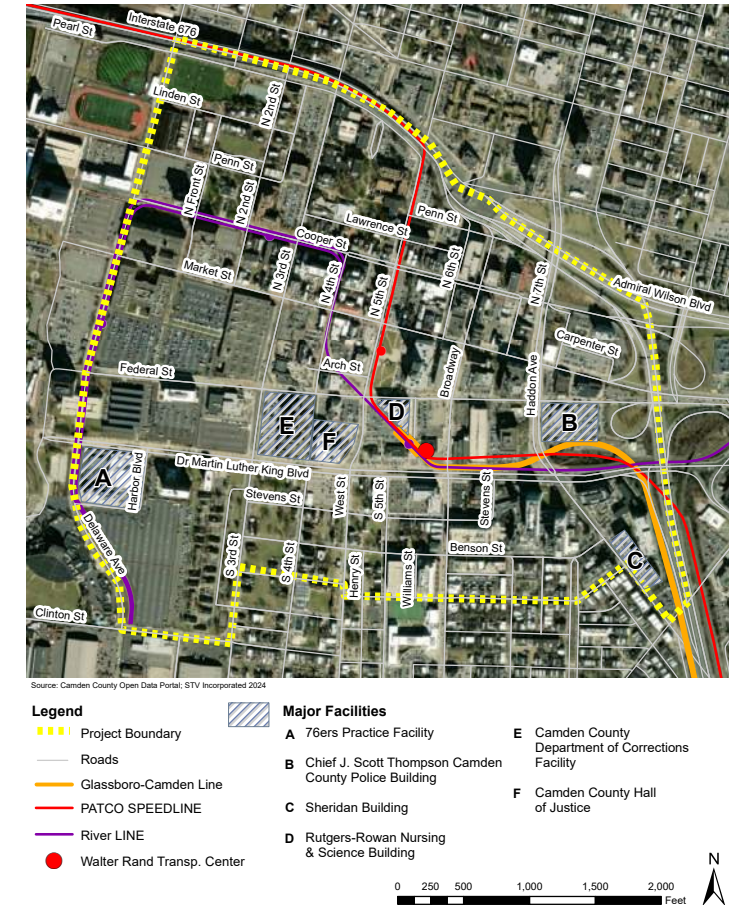 Interstate 676
Pearl St
Linden St
N 2nd St
Penn St
N Front St
N 2nd St
Lawrence St
Penn St
Cooper St
N 3rd St
N 4th St
N 5th St
N 6th St
N 7th St
Market St
Admiral Wilson Blvd
Carpenter St
Arch St
Federal St
Broadway
Haddon Ave
D
B
E
F
A
Harbor Blvd
Dr Martin Luther King Blvd
Stevens St
West St
S 5th St
Stevens St
Delaware Ave
S 3rd St
S 4th St
Henry St
Williams St
Benson St
C
Clinton St
Source: Camden County Open Data Portal; STV Incorporated 2024
Legend
Project Boundary
Roads
Glassboro-Camden Line
PATCO SPEEDLINE
River LINE
Walter Rand Transp. Center
Major Facilities
A 76ers Practice Facility
B Chief J. Scott Thompson Camden
County Police Building
C Sheridan Building
D Rutgers-Rowan Nursing
& Science Building
E Camden County
Department of Corrections
Facility
F Camden County Hall
of Justice
N
0 250 500 1,000 1,500 2,000
Feet